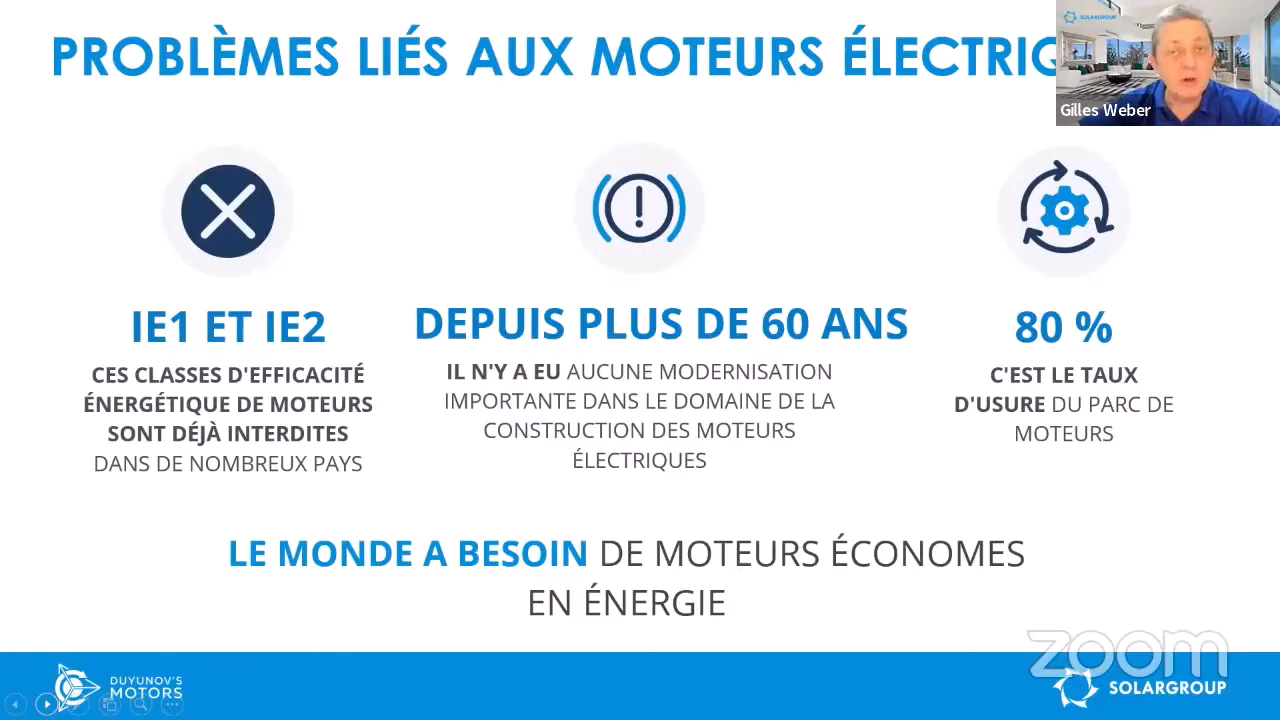 PROBLÈMES LIÉS AUX MOTEURS ÉLECTRIQ
SOLARGROUP
Gilles Weber
IE1 ET IE2
CES CLASSES D'EFFICACITÉ
ÉNERGÉTIQUE DE MOTEURS
SONT DÉJÀ INTERDITES
DANS DE NOMBREUX PAYS
DEPUIS PLUS DE 60 ANS
IL N'Y A EU AUCUNE MODERNISATION
IMPORTANTE DANS LE DOMAINE DE LA
CONSTRUCTION DES MOTEURS
ÉLECTRIQUES
80 %
C'EST LE TAUX
D'USURE DU PARC DE
MOTEURS
LE MONDE A BESOIN DE MOTEURS ÉCONOMES
EN ÉNERGIE
zoom
DUYUNOV'S
MOTORS
SOLARGROUP